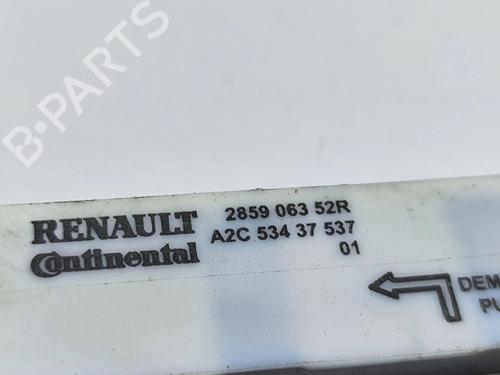 B-PARTS
RENAULT 2859 063 52R
Continental A2C 534 37 537
01
DEM
PU